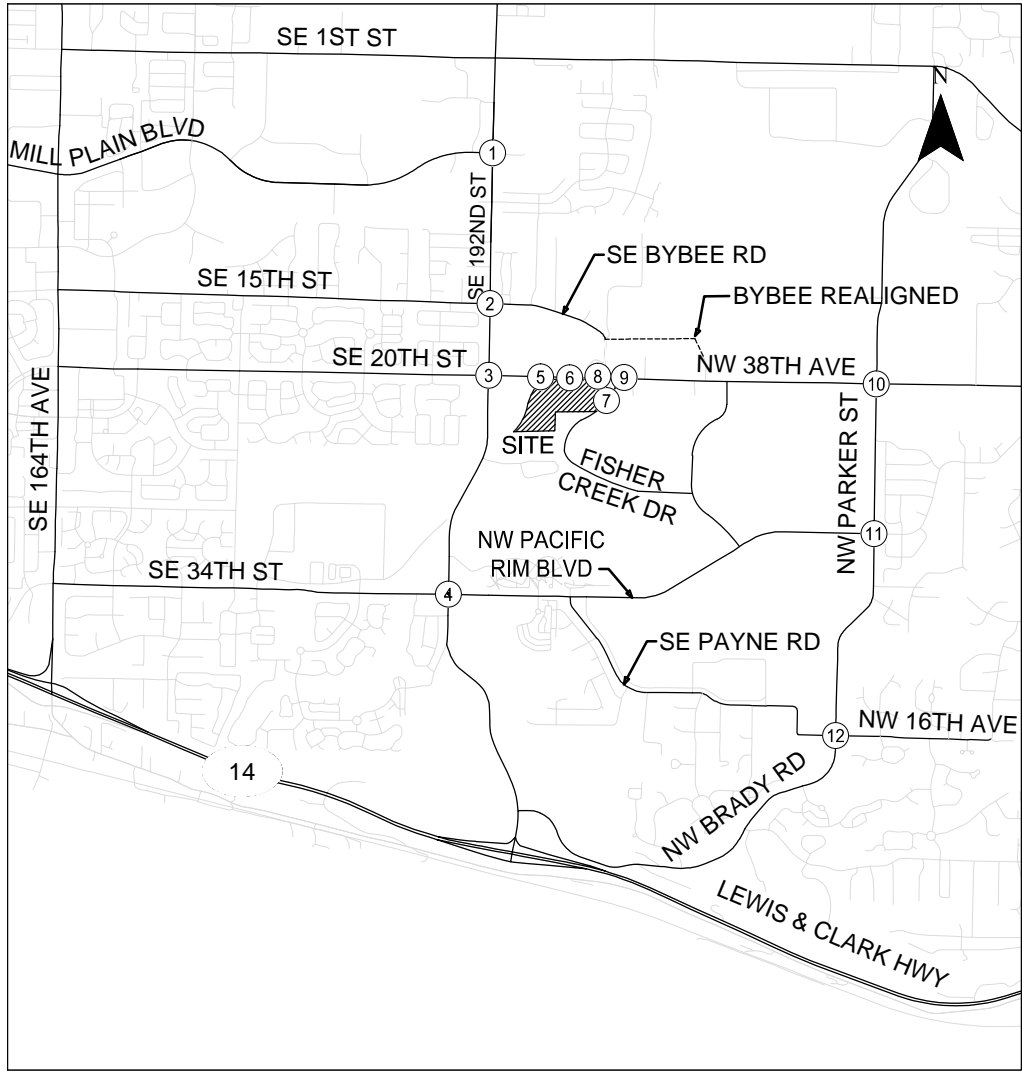 SE 1ST ST
N
MILL PLAIN BLVD
1
SE 192ND ST
SE BYBEE RD
SE 15TH ST
2
BYBEE REALIGNED
SE 20TH ST
3
5
6
8
9
7
NW 38TH AVE
10
SITE
SE 164TH AVE
FISHER
CREEK DR
NW PARKER ST
NW PACIFIC
RIM BLVD
11
SE 34TH ST
4
SE PAYNE RD
NW 16TH AVE
12
14
NW BRADY RD
LEWIS & CLARK HWY